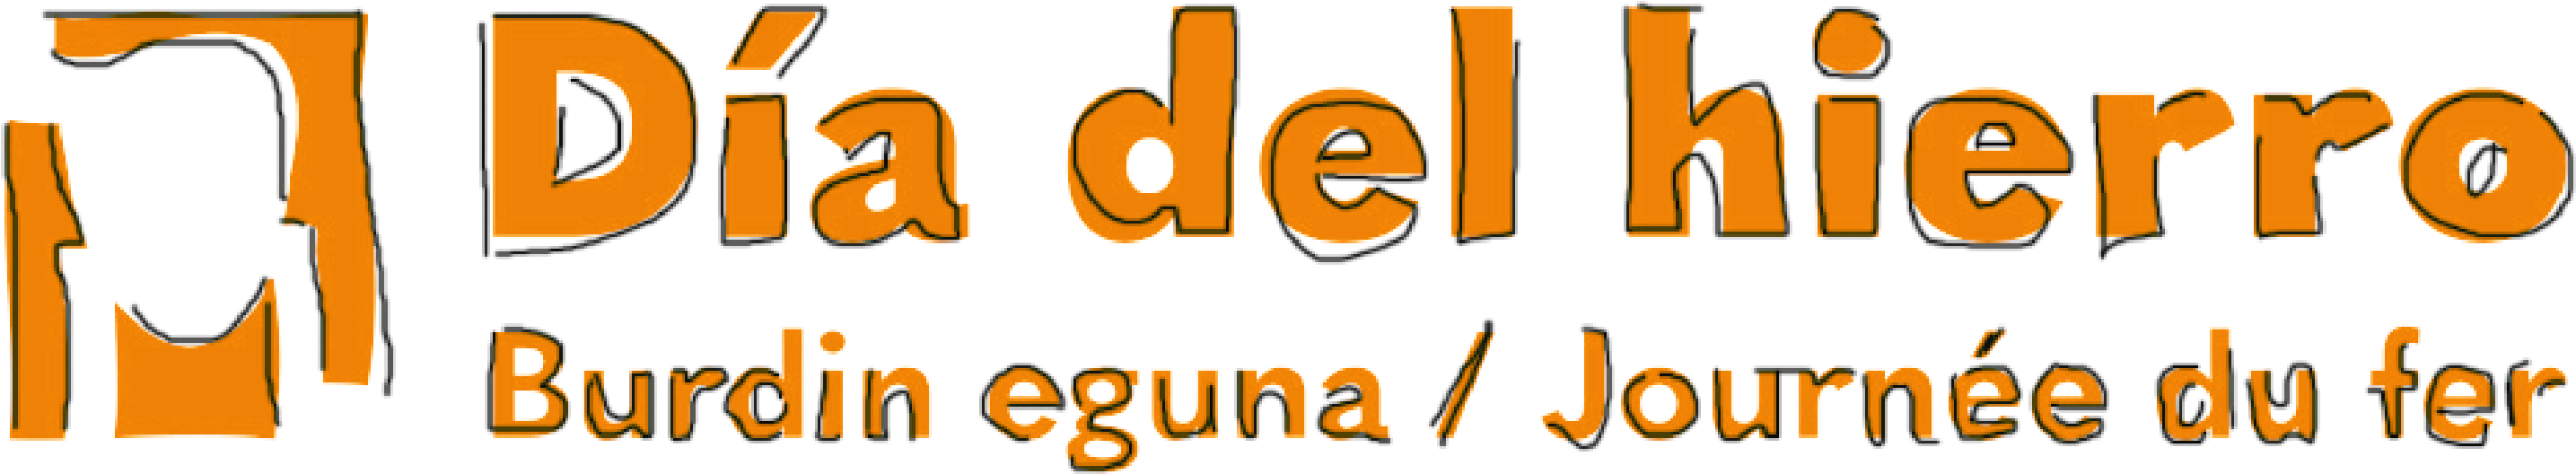 Día del hierro
Burdin eguna / Journée du fer